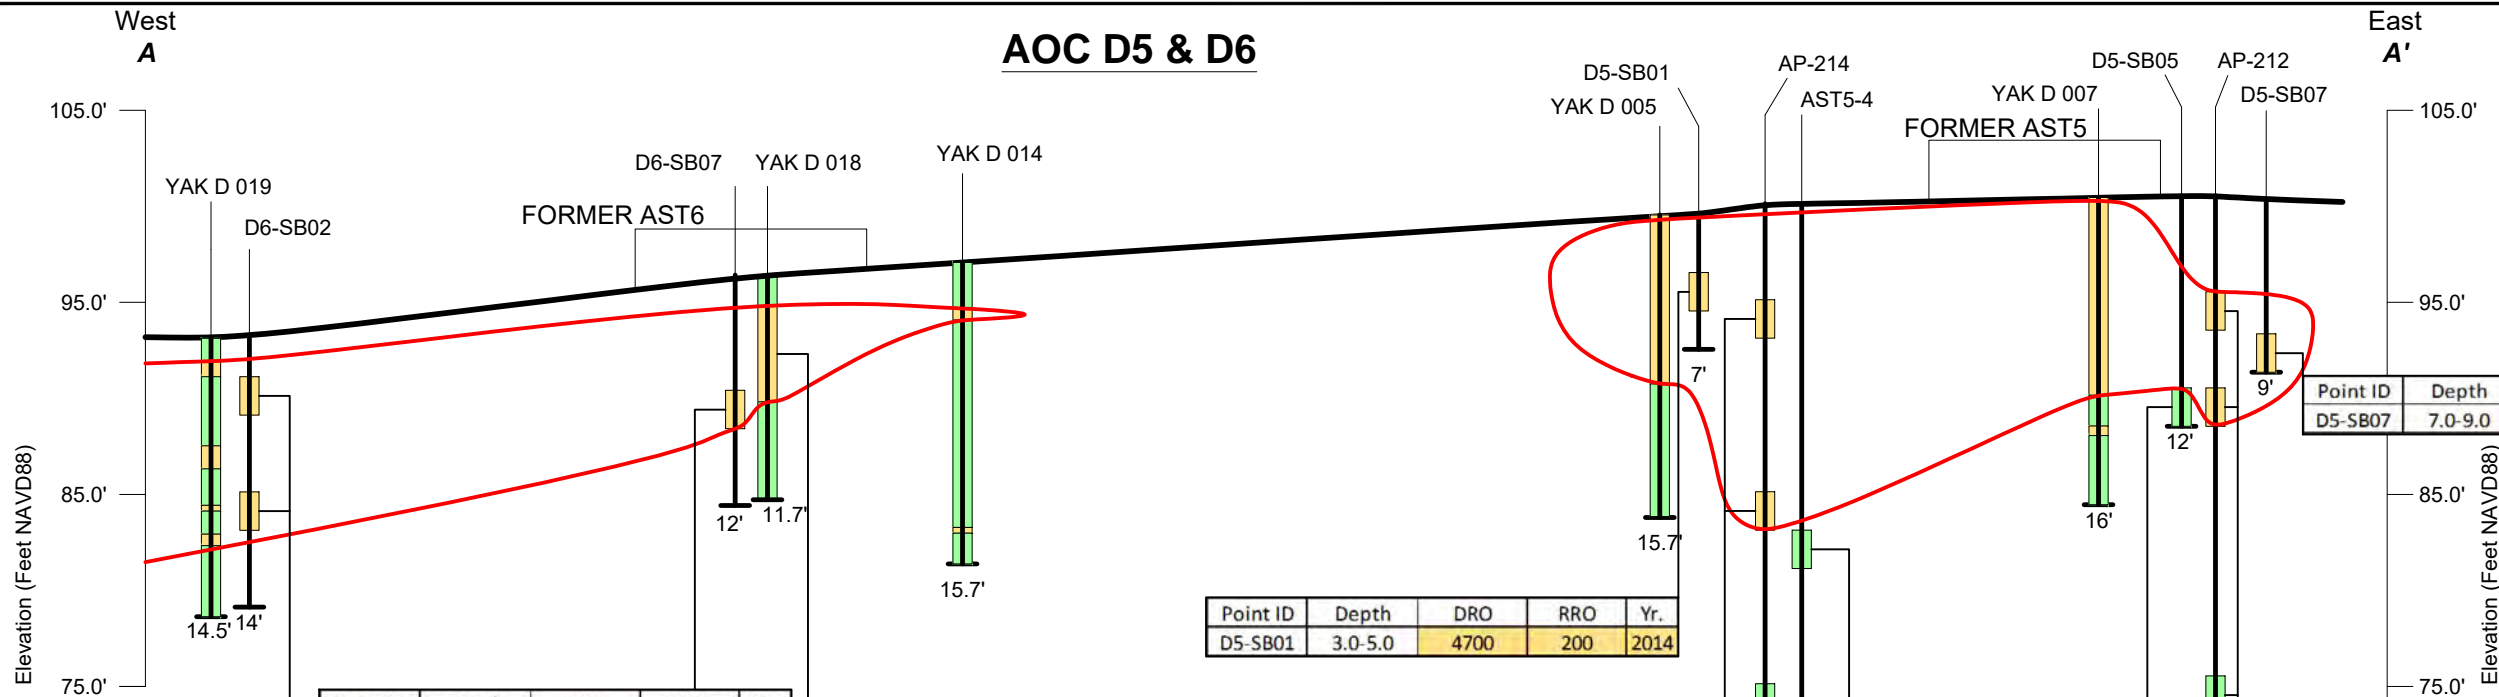 West
A
AOC D5 & D6
East
A'
D5-SB01
AP-214
D5-SB05
AP-212
YAK D 005
AST5-4
YAK D 007
D5-SB07
105.0'
105.0'
FORMER AST5
D6-SB07
YAK D 018
YAK D 014
YAK D 019
FORMER AST6
D6-SB02
95.0'
95.0'
7'
9'
Point ID Depth
D5-SB07 7.0-9.0
12'
85.0'
85.0'
12'
11.7'
16'
15.7'
15.7'
14.5'
14'
Point ID Depth DRO RRO Yr.
D5-SB01 3.0-5.0 4700 200 2014
75.0'
75.0'
Elevation (Feet NAVD88)
Elevation (Feet NAVD88)